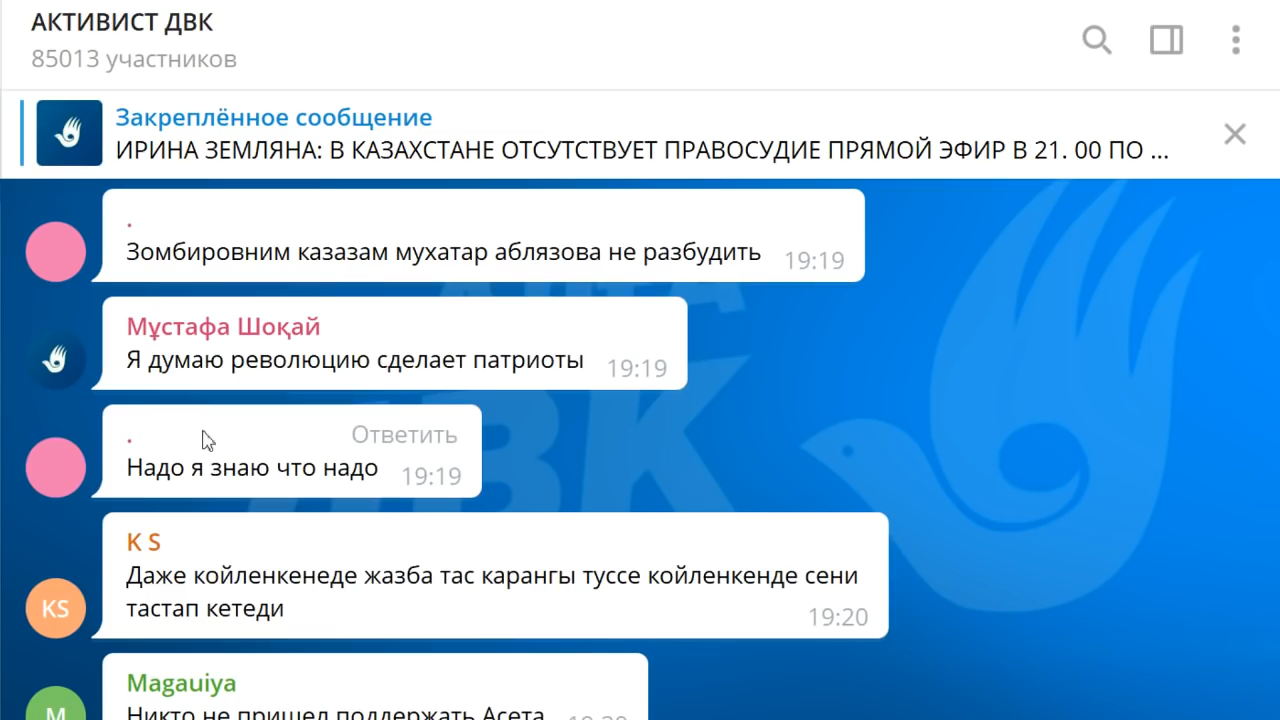 АКТИВИСТ ДВК
85013 участников
Закреплённое сообщение
ИРИНА ЗЕМЛЯНА: В КАЗАХСТАНЕ ОТСУТСТВУЕТ ПРАВОСУДИЕ ПРЯМОЙ ЭФИР В 21. 00 ПО ...
.
Зомбировним казазам мухатар аблязова не разбудить 19:19
Мұстафа Шоқай
Я думаю революцию сделает патриоты 19:19
. Ответить
Надо я знаю что надо 19:19
K S
KS
Даже койленкенеде жазба тас карангы туссе койленкенде сени
тастап кетеди 19:20
Magauiya
M
Никто не пришел поддержать Асета
ДВК